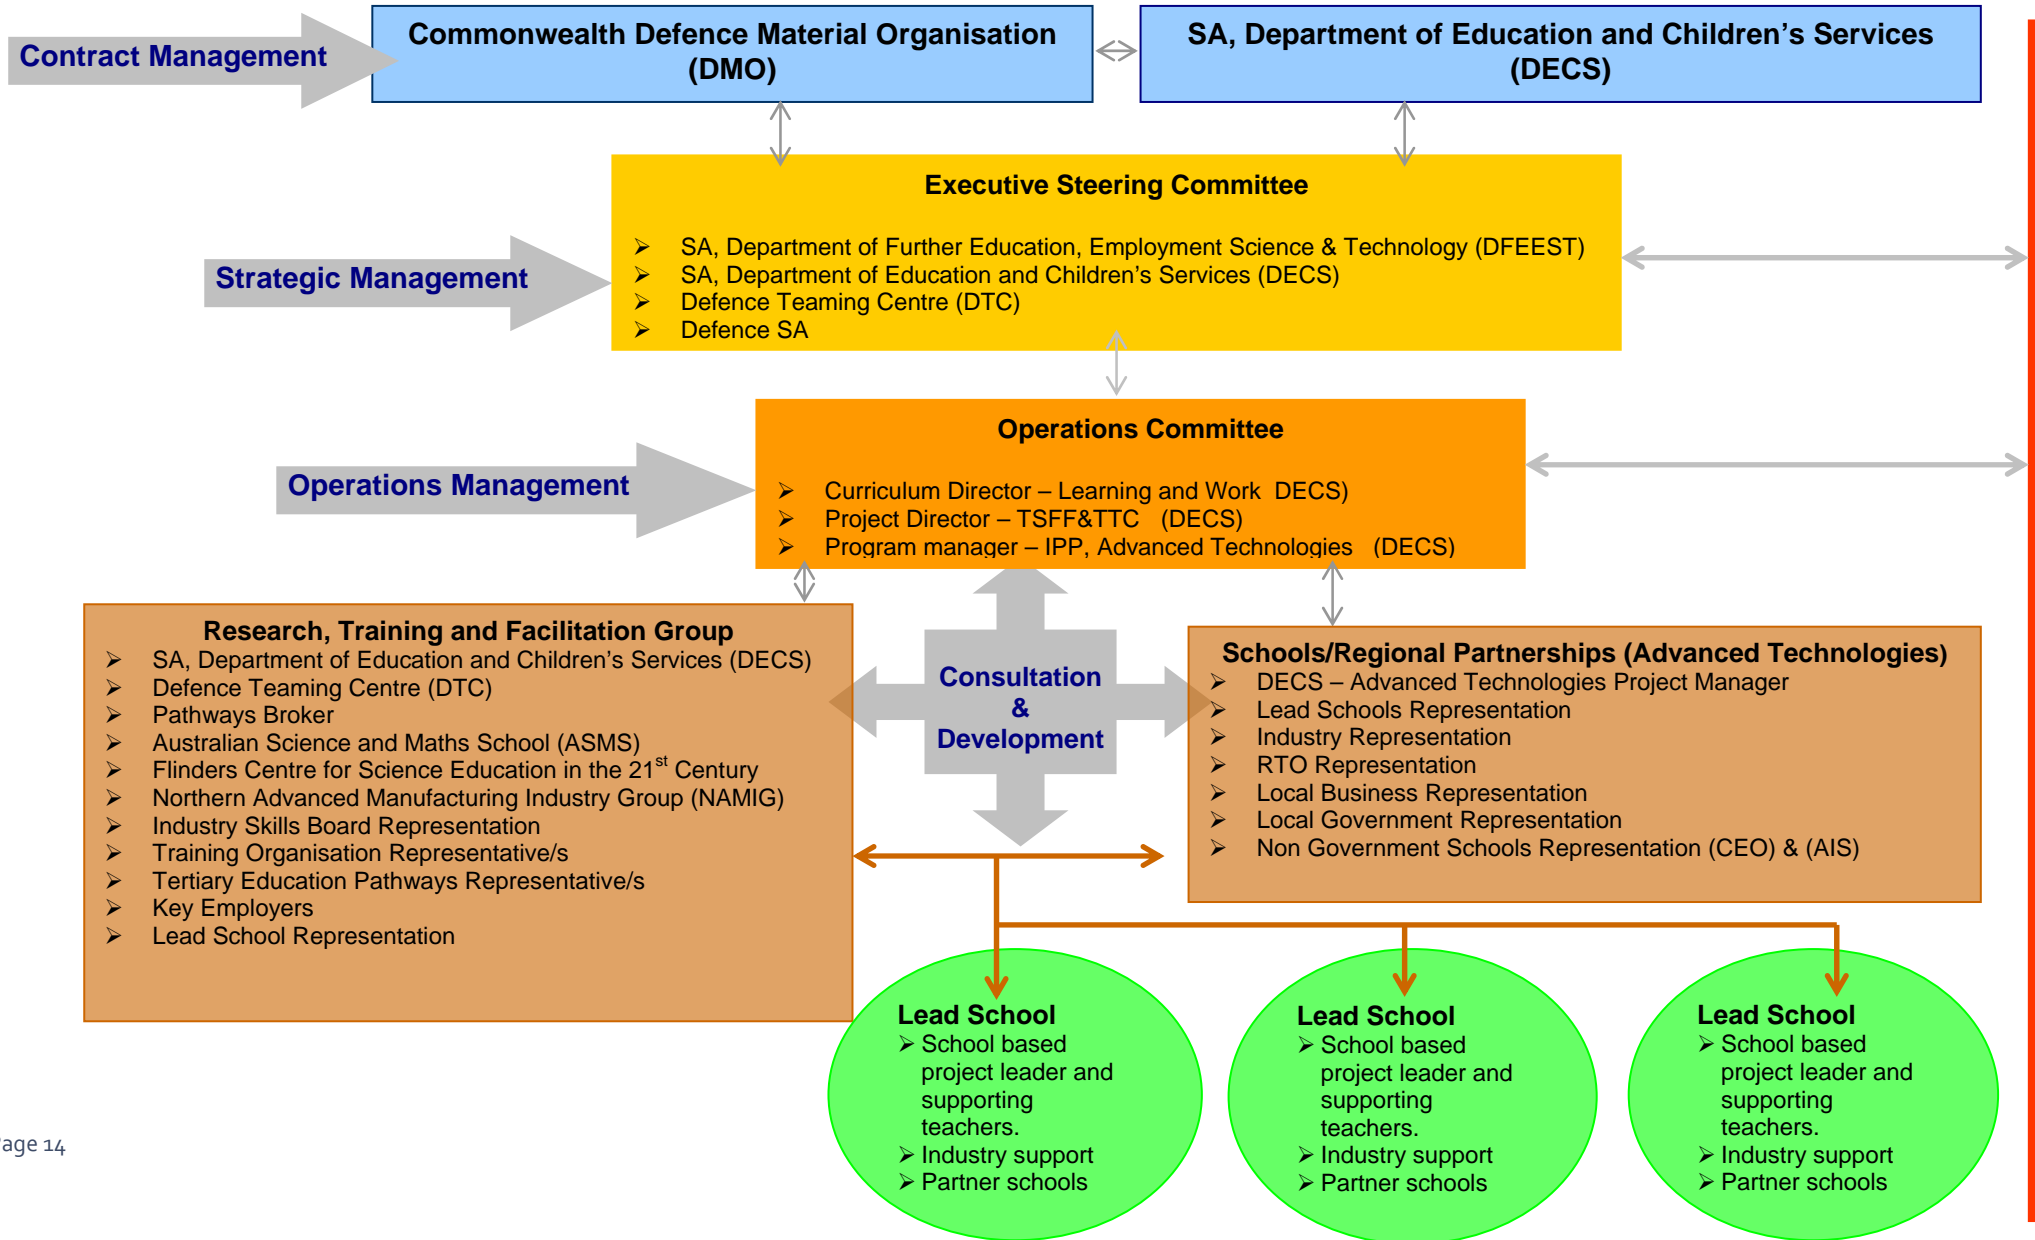 Contract Management
Commonwealth Defence Material Organisation
(DMO)
SA, Department of Education and Children's Services
(DECS)
Strategic Management
Executive Steering Committee
➢ SA, Department of Further Education, Employment Science & Technology (DFEEST)
➢ SA, Department of Education and Children's Services (DECS)
➢ Defence Teaming Centre (DTC)
➢ Defence SA
Operations Management
Operations Committee
➢ Curriculum Director – Learning and Work DECS)
➢ Project Director – TSFF&TTC (DECS)
➢ Program manager – IPP, Advanced Technologies (DECS)
Research, Training and Facilitation Group
➢ SA, Department of Education and Children's Services (DECS)
➢ Defence Teaming Centre (DTC)
➢ Pathways Broker
➢ Australian Science and Maths School (ASMS)
➢ Flinders Centre for Science Education in the 21st Century
➢ Northern Advanced Manufacturing Industry Group (NAMIG)
➢ Industry Skills Board Representation
➢ Training Organisation Representative/s
➢ Tertiary Education Pathways Representative/s
➢ Key Employers
➢ Lead School Representation
Consultation
&
Development
Schools/Regional Partnerships (Advanced Technologies)
➢ DECS – Advanced Technologies Project Manager
➢ Lead Schools Representation
➢ Industry Representation
➢ RTO Representation
➢ Local Business Representation
➢ Local Government Representation
➢ Non Government Schools Representation (CEO) & (AIS)
Lead School
➢ School based
project leader and
supporting
teachers.
➢ Industry support
➢ Partner schools
Lead School
➢ School based
project leader and
supporting
teachers.
➢ Industry support
➢ Partner schools
Lead School
➢ School based
project leader and
supporting
teachers.
➢ Industry support
➢ Partner schools
age 14